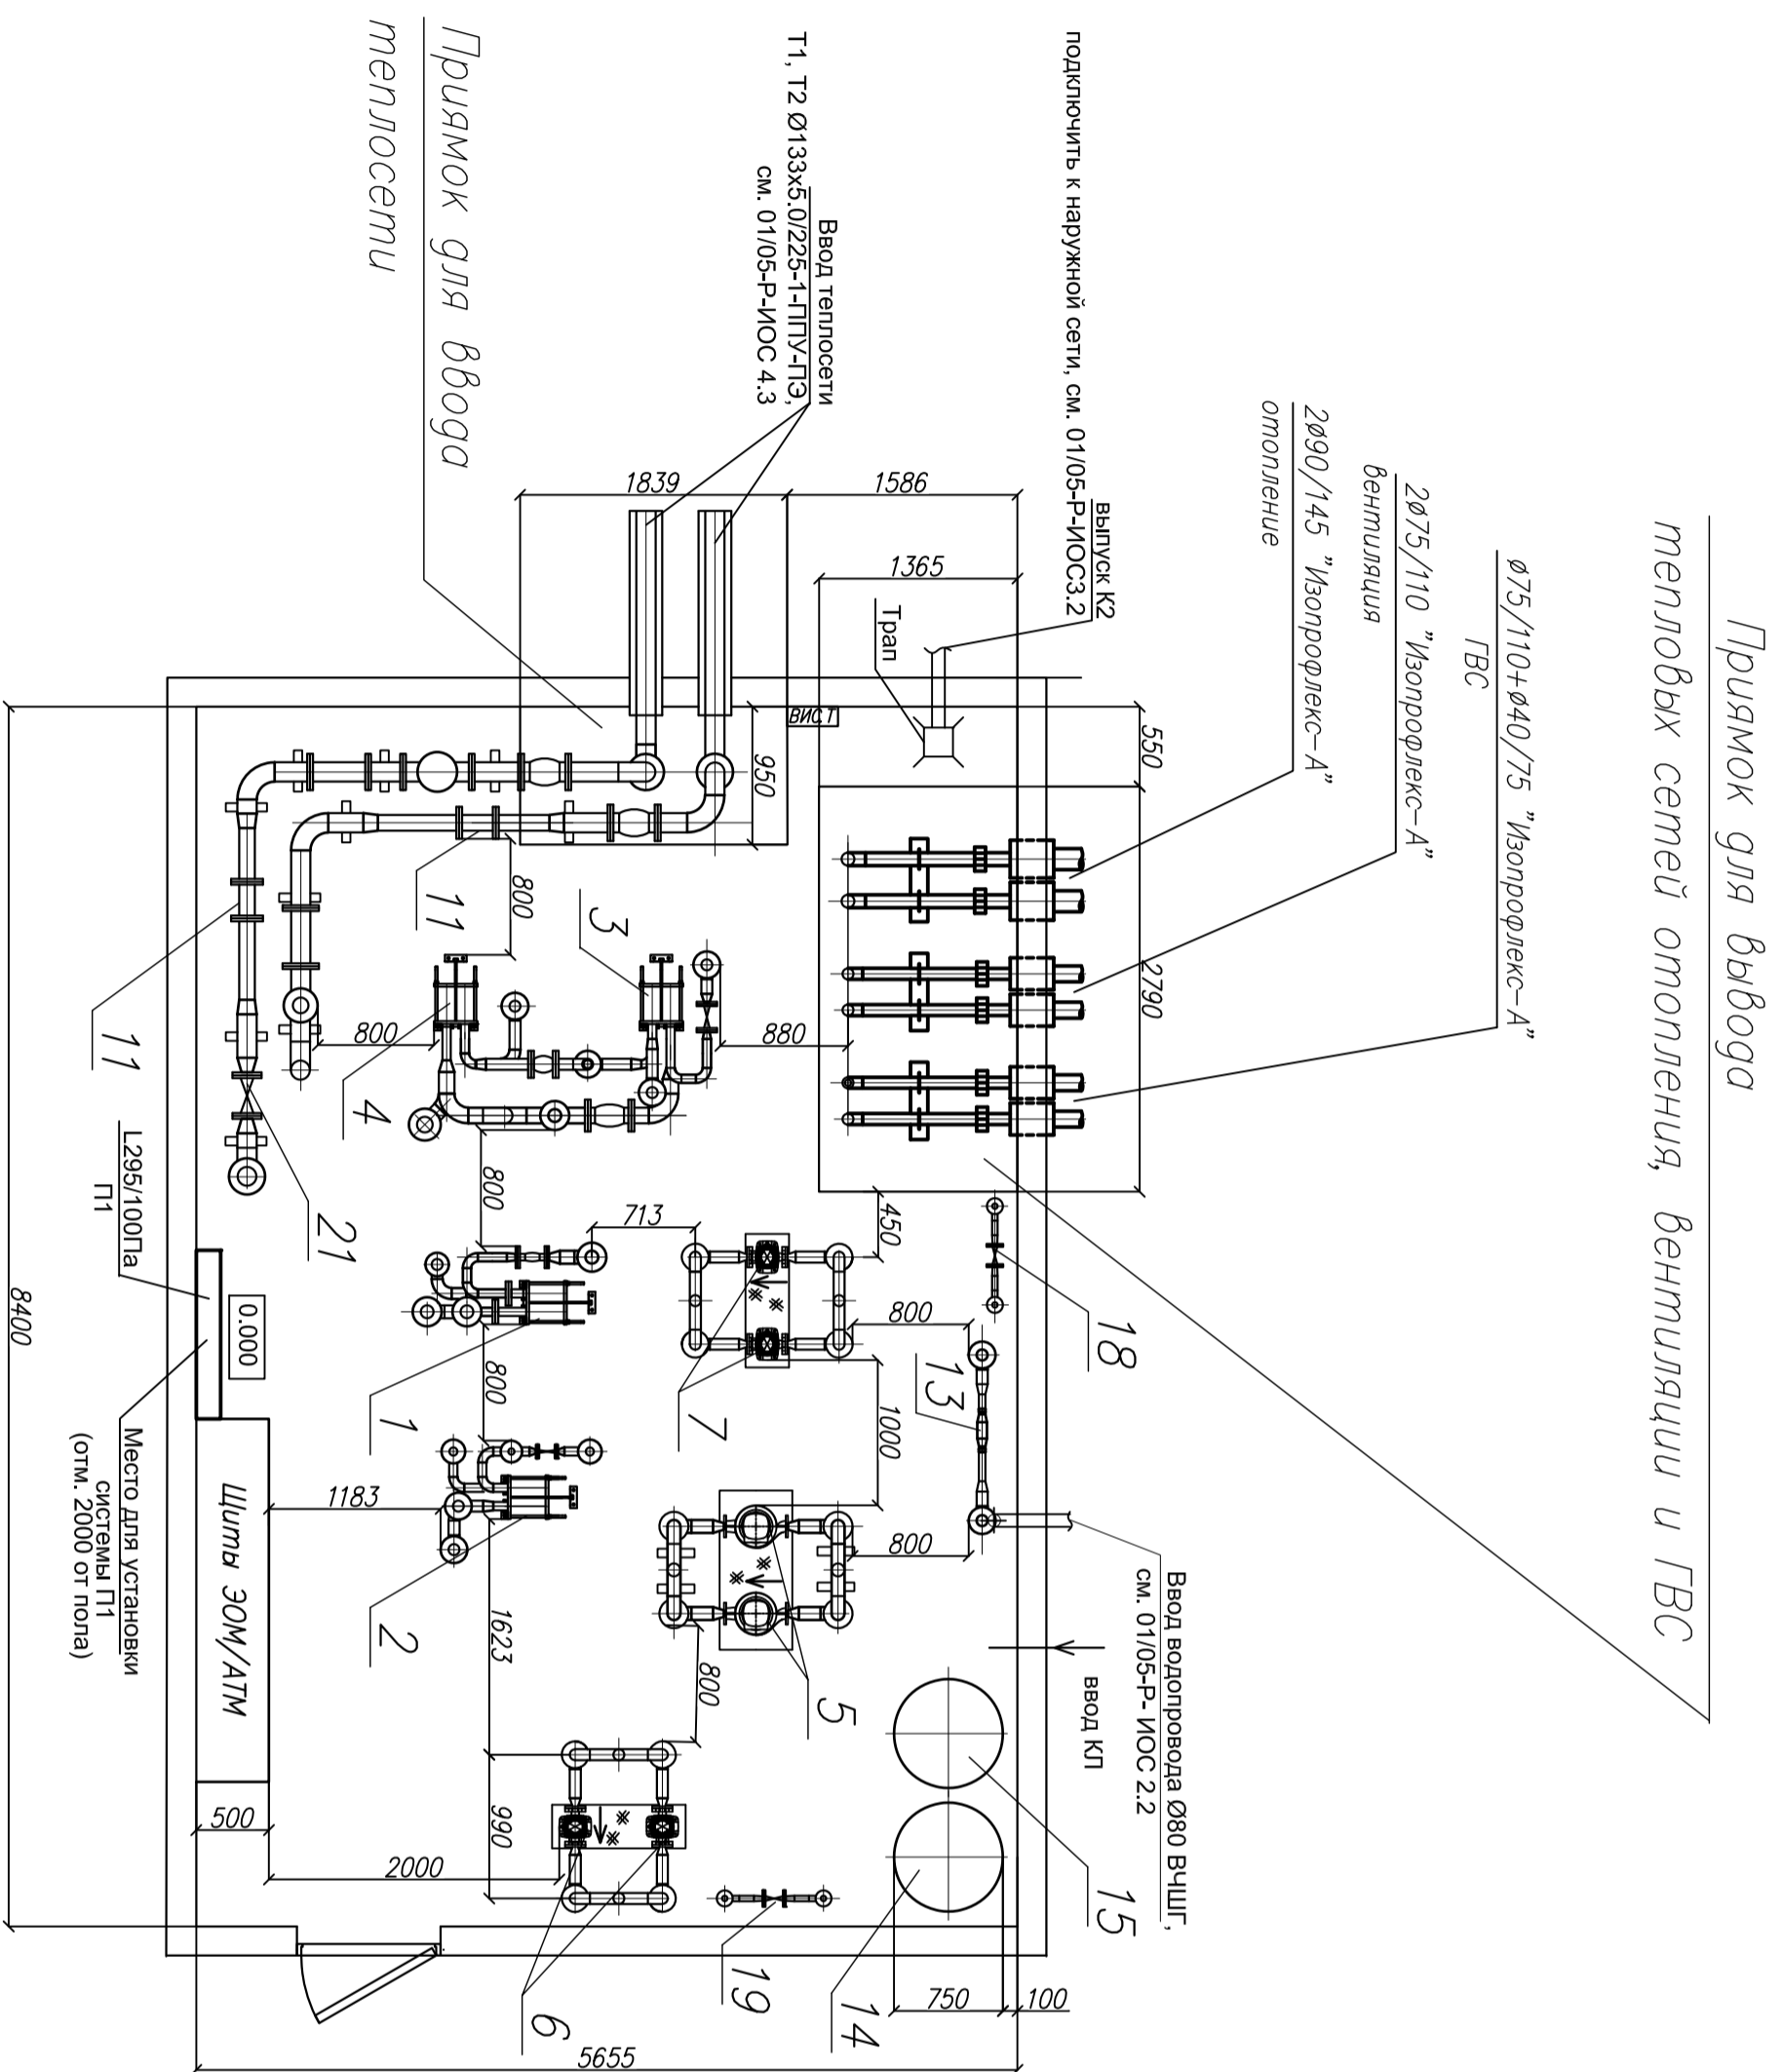 Приямок для вывода
тепловых сетей отопления, вентиляции и ГВС
Ø75/110+Ø40/75 "Изопрофлекс-А"
ГВС
2Ø75/110 "Изопрофлекс-А"
вентиляция
2Ø90/145 "Изопрофлекс-А"
отопление
выпуск К2
подключить к наружной сети, см. 01/05-Р-ИОС3.2
Ввод теплосети
Т1, Т2 Ø133х5.0/225-1-ППУ-ПЭ,
см. 01/05-Р-ИОС 4.3
Приямок для ввода
теплосети
Ввод водопровода Ø80 ВЧШГ,
см. 01/05-Р- ИОС 2.2
ввод КЛ
Трап
ВИС.Т
1839
1586
1365
550
950
2790
800
880
800
800
713
450
800
1000
800
800
1183
1623
800
990
500
2000
750
100
5655
8400
11
11
3
4
21
18
13
7
1
2
5
15
14
19
6
L295/100Па
П1
0.000
Место для установки
системы П1
(отм. 2000 от пола)
Щиты ЭОМ/АТМ
800